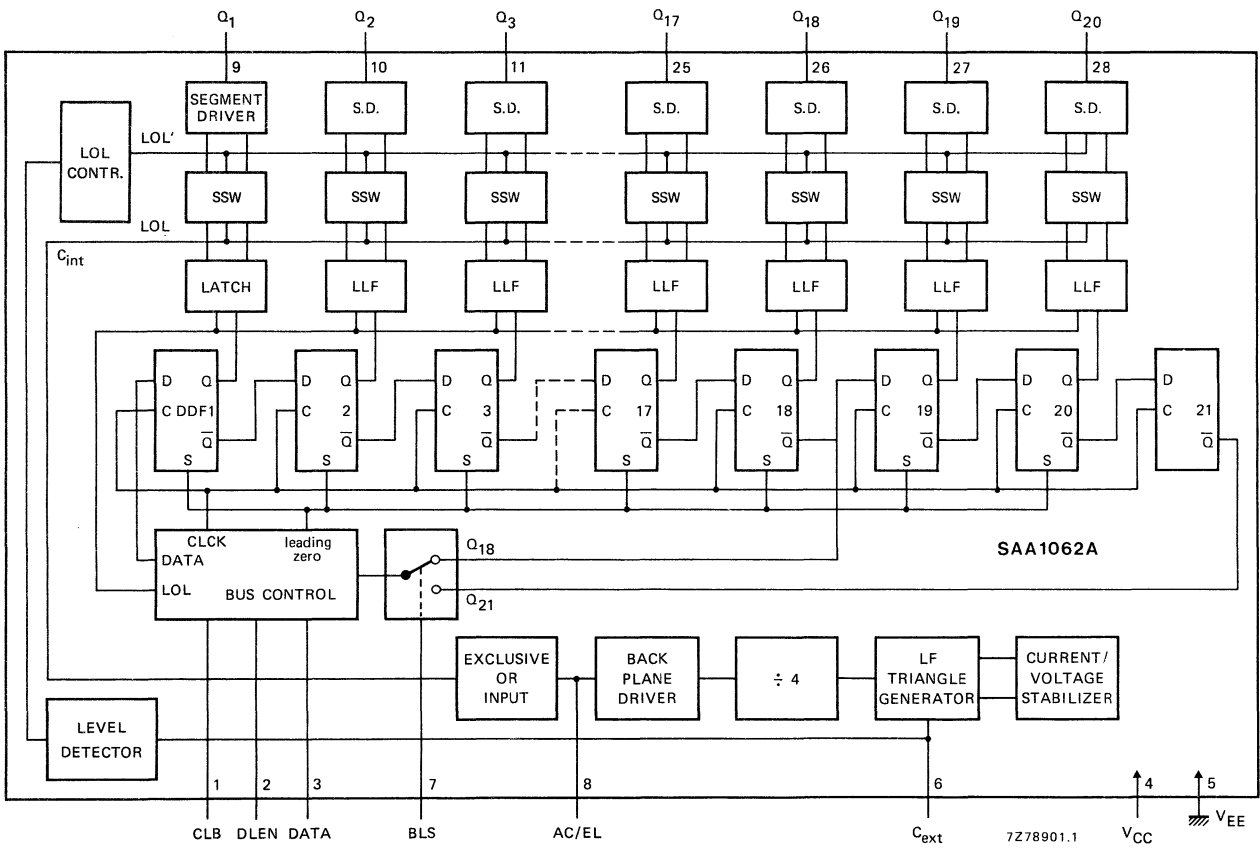 Q1 Q2 Q3 Q17 Q18 Q19 Q20
9 10 11 25 26 27 28
SEGMENT
DRIVER
S.D. S.D. S.D. S.D. S.D. S.D.
LOL
CONTR.
LOL'
SSW SSW SSW SSW SSW SSW SSW
LOL
Cint
LATCH LLF LLF LLF LLF LLF LLF
D Q D Q D Q D Q D Q D Q D Q D
C DDF1 C 2 C 3 C 17 C 18 C 19 C 20 C 21
Q̅ Q̅ Q̅ Q̅ Q̅ Q̅ Q̅ Q̅
S S S S S S S
CLCK
leading
zero
DATA
LOL
BUS CONTROL
Q18
Q21
SAA1062A
EXCLUSIVE
OR
INPUT
BACK
PLANE
DRIVER
÷ 4
LF
TRIANGLE
GENERATOR
CURRENT/
VOLTAGE
STABILIZER
LEVEL
DETECTOR
1 2 3 7 8 6 4 5
CLB DLEN DATA BLS AC/EL Cext 7Z78901.1 VCC VEE